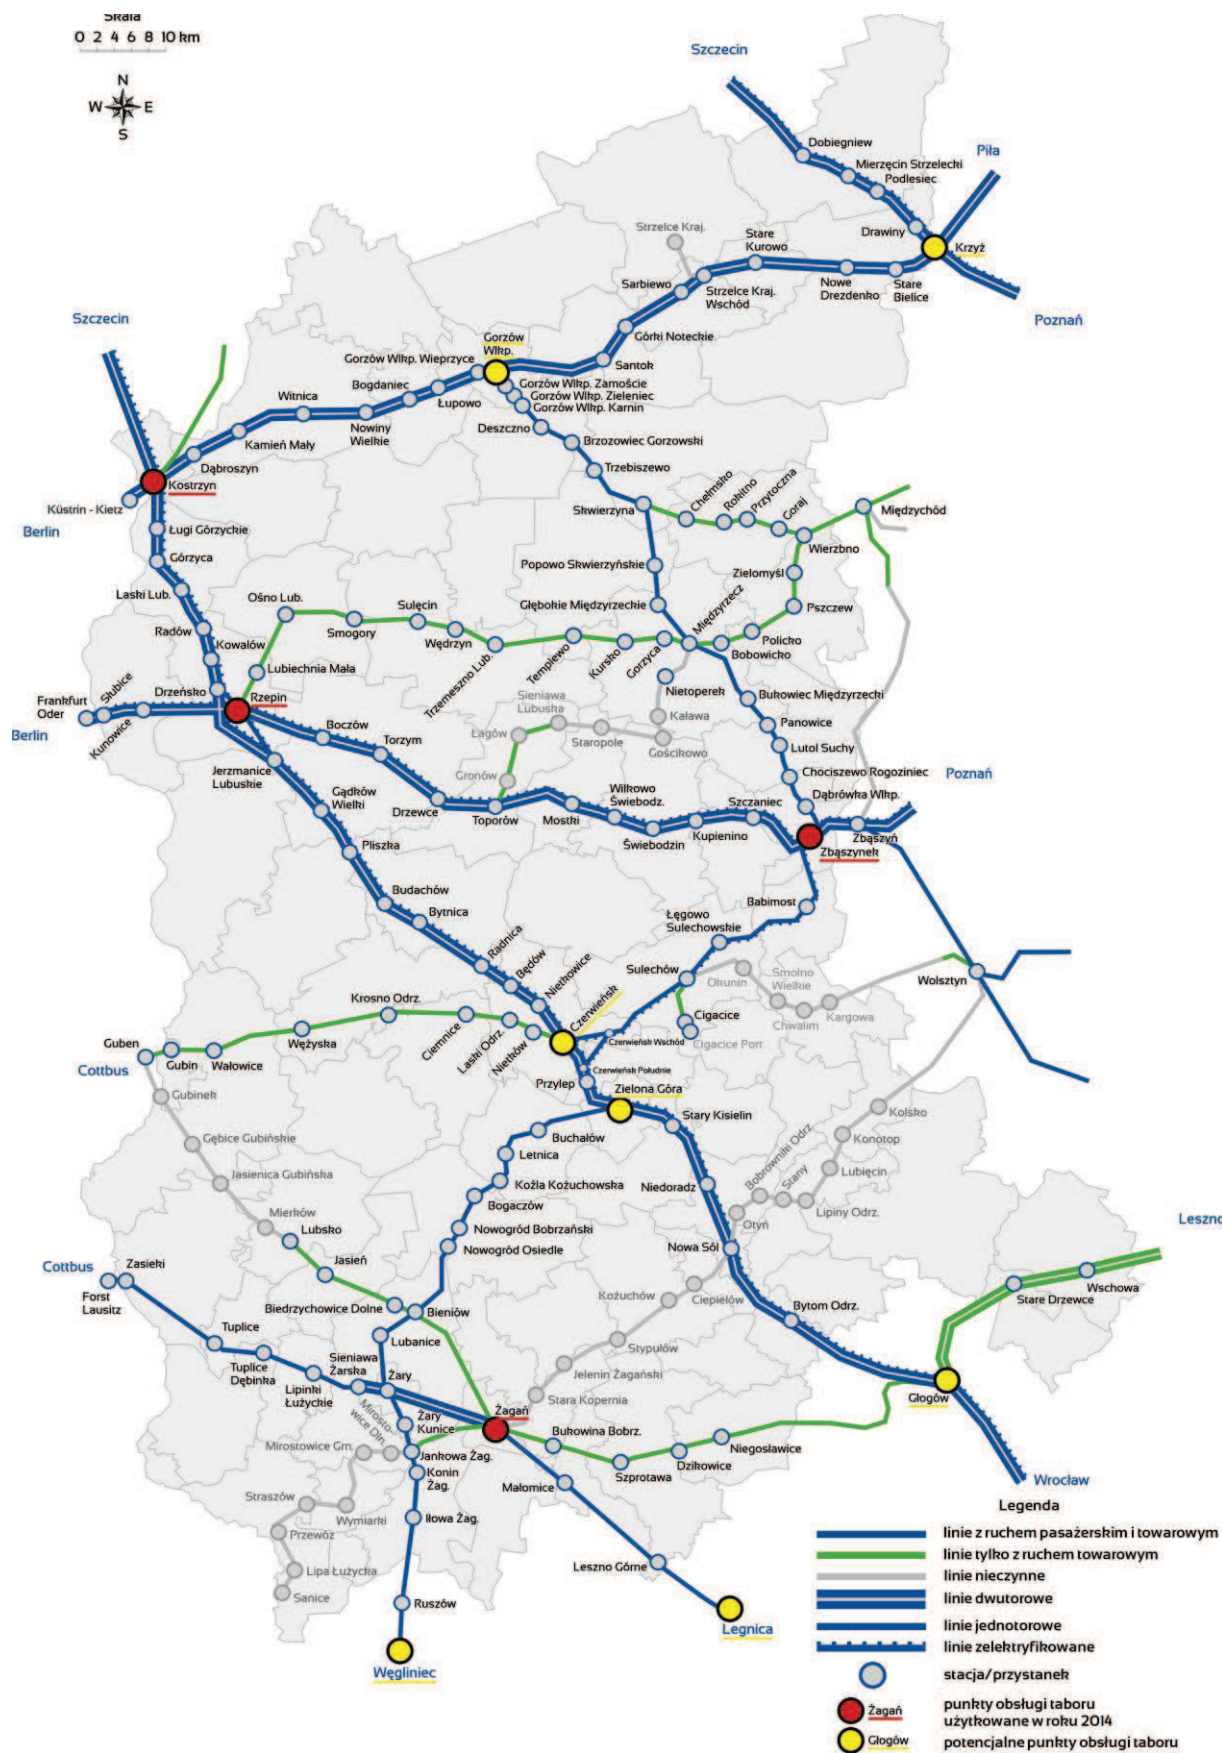 Skala
0 2 4 6 8 10 km
N
W E
S
Szczecin
Dobiegniew
Piła
Mierzęcin Strzelecki
Podlesiec
Strzelce Kraj.
Stare
Kurowo
Drawiny
Krzyż
Sarbiewo
Strzelce Kraj.
Wschód
Nowe
Drezdenko
Stare
Bielice
Szczecin
Poznań
Górki Noteckie
Gorzów
Wlkp.
Gorzów Wlkp. Wieprzyce
Santok
Bogdaniec
Gorzów Wlkp. Zamoście
Gorzów Wlkp. Zieleniec
Gorzów Wlkp. Karnin
Witnica
Łupowo
Nowiny
Wielkie
Deszczno
Kamień Mały
Brzozowiec Gorzowski
Dąbroszyn
Trzebiszewo
Kostrzyn
Küstrin - Kietz
Skwierzyna
Chełmsko
Rokitno
Przytoczna
Goraj
Międzychód
Berlin
Ługi Górzyckie
Wierzbno
Górzyca
Popowo Skwierzyńskie
Zielomyśl
Laski Lub.
Ośno Lub.
Sulęcin
Głębokie Międzyrzeckie
Międzyrzecz
Pszczew
Radów
Smogory
Wędrzyn
Policko
Kowalów
Trzemeszno Lub.
Templewo
Kursko
Gorzyca
Bobowicko
Lubiechnia Mała
Drzeńsko
Rzepin
Frankfurt
Oder
Słubice
Kunowice
Nietoperek
Sieniawa
Lubuska
Bukowiec Międzyrzecki
Berlin
Kaława
Panowice
Boczów
Łagów
Staropole
Gościkowo
Torzym
Lutol Suchy
Jerzmanice
Lubuskie
Gronów
Chociszewo Rogoziniec
Poznań
Gądków
Wielki
Wilkowo
Świebodz.
Szczaniec
Dąbrówka Wlkp.
Drzewce
Toporów
Mostki
Świebodzin
Kupienino
Zbąszyń
Zbąszynek
Pliszka
Budachów
Babimost
Bytnica
Łęgowo
Sulechowskie
Radnica
Będów
Nietkowice
Sulechów
Okunin
Smolno
Wielkie
Wolsztyn
Krosno Odrz.
Czerwieńsk
Chwalim
Kargowa
Cigacice
Cigacice Port
Guben
Wężyska
Ciemnice
Laski Odrz.
Nietków
Czerwieńsk Wschód
Gubin
Wałowice
Czerwieńsk Południe
Cottbus
Przylep
Zielona Góra
Gubinek
Stary Kisielin
Kolsko
Buchałów
Konotop
Gębice Gubińskie
Letnica
Bobrowniki Odrz.
Stany
Lubięcin
Jasienica Gubińska
Koźla Kożuchowska
Niedoradz
Bogaczów
Otyń
Lipiny Odrz.
Mierków
Lubsko
Nowogród Bobrzański
Leszno
Nowogród Osiedle
Nowa Sól
Jasień
Cottbus
Zasieki
Forst
Lausitz
Kożuchów
Ciepielów
Wschowa
Stare Drzewce
Biedrzychowice Dolne
Bieniów
Bytom Odrz.
Tuplice
Lubanice
Stypułów
Tuplice
Dębinka
Sieniawa
Żarska
Lipinki
Łużyckie
Żary
Jelenin Żagański
Głogów
Stara Kopernia
Mirosto-
wice Dln.
Żagań
Żary
Kunice
Bukowina Bobrz.
Mirostowice Grn.
Jankowa Żag.
Niegosławice
Konin
Żag.
Szprotawa
Dzikowice
Małomice
Wrocław
Straszów
Wymiarki
Iłowa Żag.
Przewóz
Lipa Łużycka
Leszno Górne
Sanice
Ruszów
Legnica
Węgliniec
Legenda
linie z ruchem pasażerskim i towarowym
linie tylko z ruchem towarowym
linie nieczynne
linie dwutorowe
linie jednotorowe
linie zelektryfikowane
stacja/przystanek
Żagań
punkty obsługi taboru
użytkowane w roku 2014
Głogów
potencjalne punkty obsługi taboru